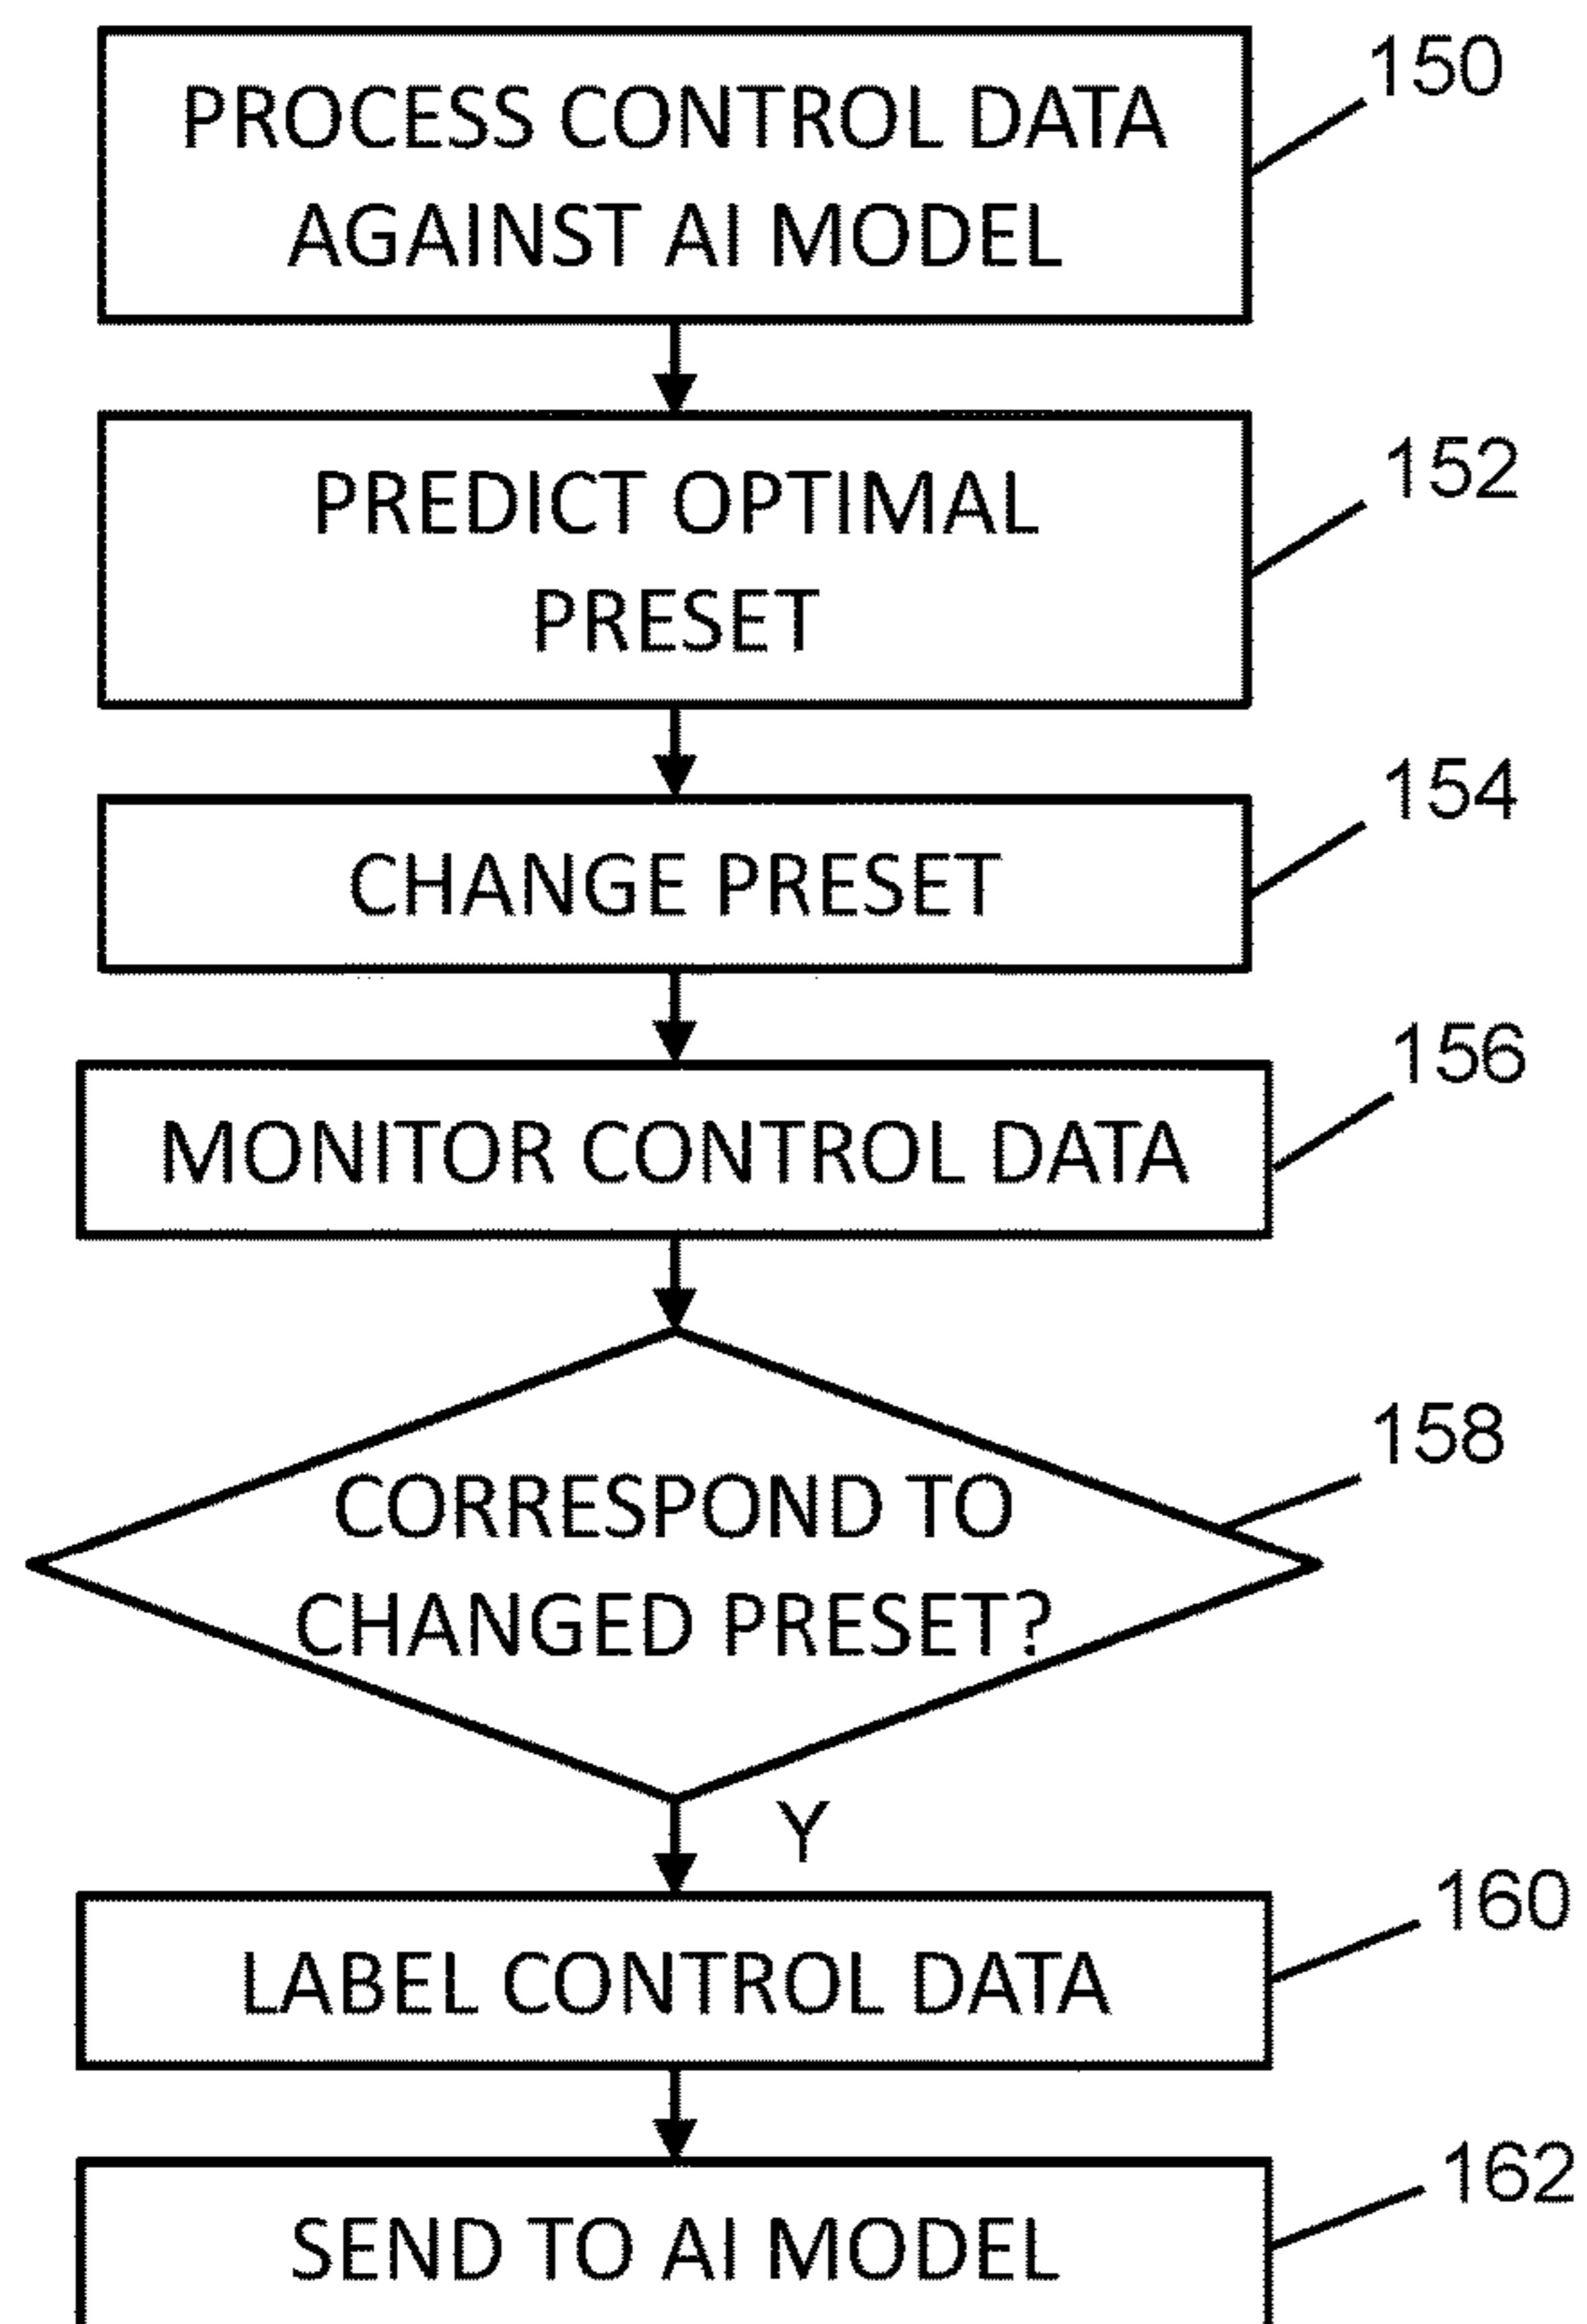 PROCESS CONTROL DATA
AGAINST AI MODEL
150
PREDICT OPTIMAL
PRESET
152
CHANGE PRESET
154
MONITOR CONTROL DATA
156
CORRESPOND TO
CHANGED PRESET?
158
Y
LABEL CONTROL DATA
160
SEND TO AI MODEL
162